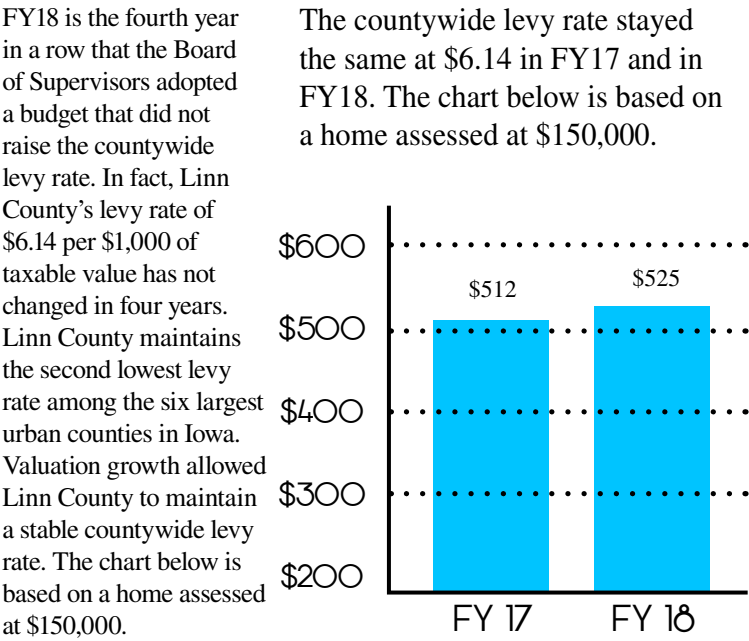 FY18 is the fourth year
in a row that the Board
of Supervisors adopted
a budget that did not
raise the countywide
levy rate. In fact, Linn
County’s levy rate of
$6.14 per $1,000 of
taxable value has not
changed in four years.
Linn County maintains
the second lowest levy
rate among the six largest
urban counties in Iowa.
Valuation growth allowed
Linn County to maintain
a stable countywide levy
rate. The chart below is
based on a home assessed
at $150,000.
The countywide levy rate stayed
the same at $6.14 in FY17 and in
FY18. The chart below is based on
a home assessed at $150,000.
$600
$512 $525
$500
$400
$300
$200
FY 17 FY 18